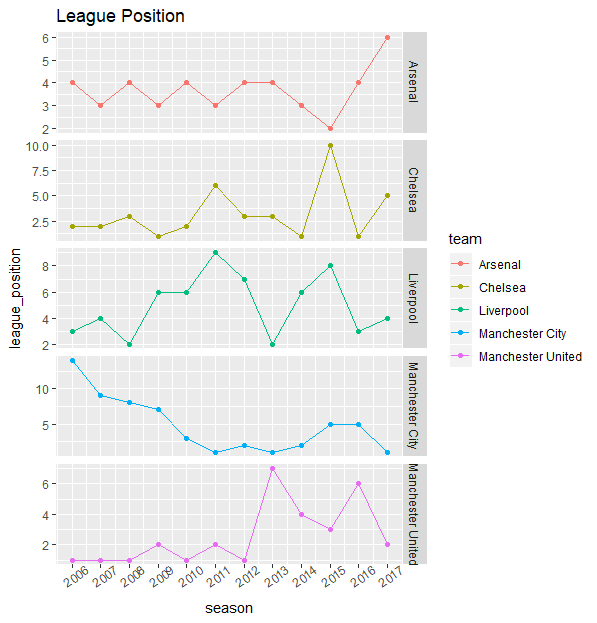 League Position
league_position
6
5
4
3
2
Arsenal
10.0
7.5
5.0
2.5
Chelsea
8
6
4
2
Liverpool
10
5
Manchester City
6
4
2
Manchester United
2006 2007 2008 2009 2010 2011 2012 2013 2014 2015 2016 2017
season
team
Arsenal
Chelsea
Liverpool
Manchester City
Manchester United